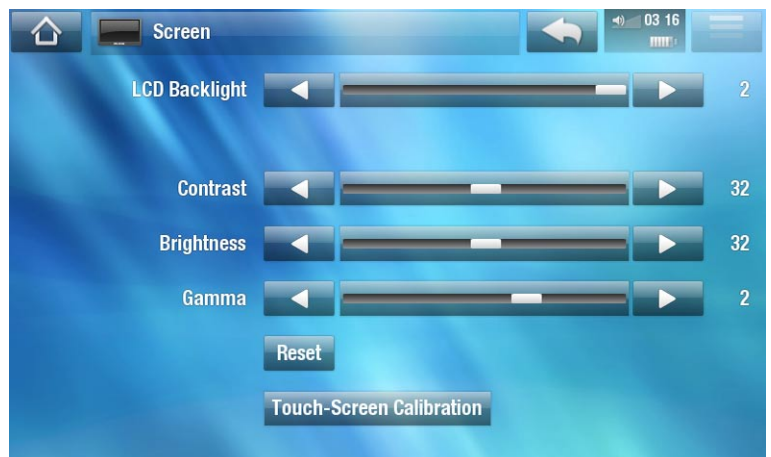 Screen
03 16
LCD Backlight 2
Contrast 32
Brightness 32
Gamma 2
Reset
Touch-Screen Calibration